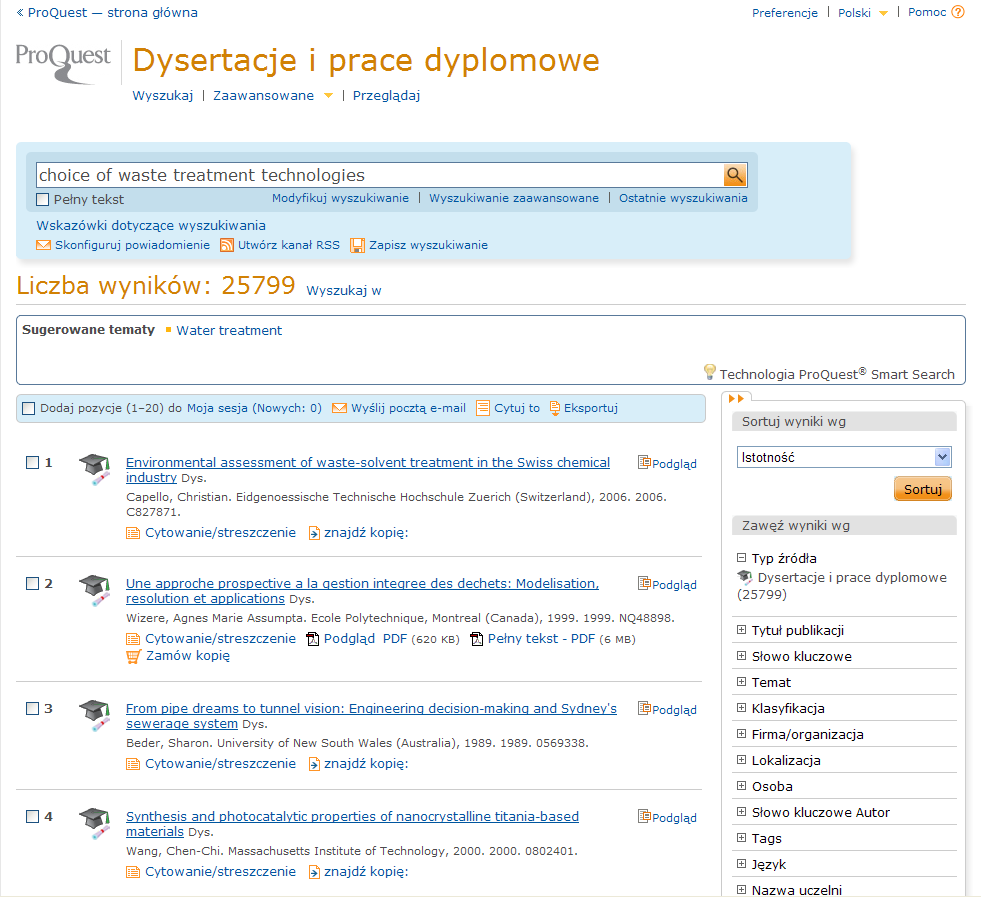 « ProQuest — strona główna
Preferencje | Polski | Pomoc ?
ProQuest
Dysertacje i prace dyplomowe
Wyszukaj | Zaawansowane | Przeglądaj
choice of waste treatment technologies
Pełny tekst
Modyfikuj wyszukiwanie | Wyszukiwanie zaawansowane | Ostatnie wyszukiwania
Wskazówki dotyczące wyszukiwania
Skonfiguruj powiadomienie Utwórz kanał RSS Zapisz wyszukiwanie
Liczba wyników: 25799 Wyszukaj w
Sugerowane tematy Water treatment
Technologia ProQuest® Smart Search
Dodaj pozycje (1–20) do Moja sesja (Nowych: 0) Wyślij pocztą e-mail Cytuj to Eksportuj
1 Environmental assessment of waste-solvent treatment in the Swiss chemical
industry Dys.
Podgląd
Capello, Christian. Eidgenoessische Technische Hochschule Zuerich (Switzerland), 2006. 2006.
C827871.
Cytowanie/streszczenie znajdź kopię:
2 Une approche prospective a la gestion integree des dechets: Modelisation,
resolution et applications Dys.
Podgląd
Wizere, Agnes Marie Assumpta. Ecole Polytechnique, Montreal (Canada), 1999. 1999. NQ48898.
Cytowanie/streszczenie Podgląd PDF (620 KB) Pełny tekst - PDF (6 MB)
Zamów kopię
3 From pipe dreams to tunnel vision: Engineering decision-making and Sydney's
sewerage system Dys.
Podgląd
Beder, Sharon. University of New South Wales (Australia), 1989. 1989. 0569338.
Cytowanie/streszczenie znajdź kopię:
4 Synthesis and photocatalytic properties of nanocrystalline titania-based
materials Dys.
Podgląd
Wang, Chen-Chi. Massachusetts Institute of Technology, 2000. 2000. 0802401.
Cytowanie/streszczenie znajdź kopię:
Sortuj wyniki wg
Istotność
Sortuj
Zawęź wyniki wg
Typ źródła
Dysertacje i prace dyplomowe
(25799)
Tytuł publikacji
Słowo kluczowe
Temat
Klasyfikacja
Firma/organizacja
Lokalizacja
Osoba
Słowo kluczowe Autor
Tags
Język
Nazwa uczelni